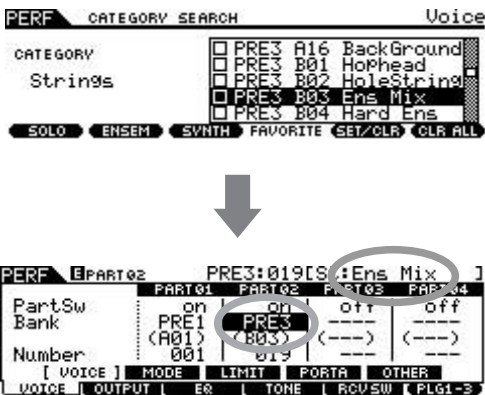 PERF CATEGORY SEARCH Voice
CATEGORY
Strings
PRE3 A16 BackGround
PRE3 B01 HoPhead
PRE3 B02 HoleString
PRE3 B03 Ens Mix
PRE3 B04 Hard Ens
SOLO ENSEM SYNTH FAVORITE SET/CLR CLR ALL
PERF PART02 PRE3:019[St:Ens Mix ]
PART01 PART02 PART03 PART04
PartSw on on off off
Bank PRE1 PRE3 ---- ----
(A01) (B03) (---) (---)
Number 001 019 --- ---
[ VOICE ] MODE LIMIT PORTA OTHER
VOICE OUTPUT EQ TONE RCVSW PLG1-3